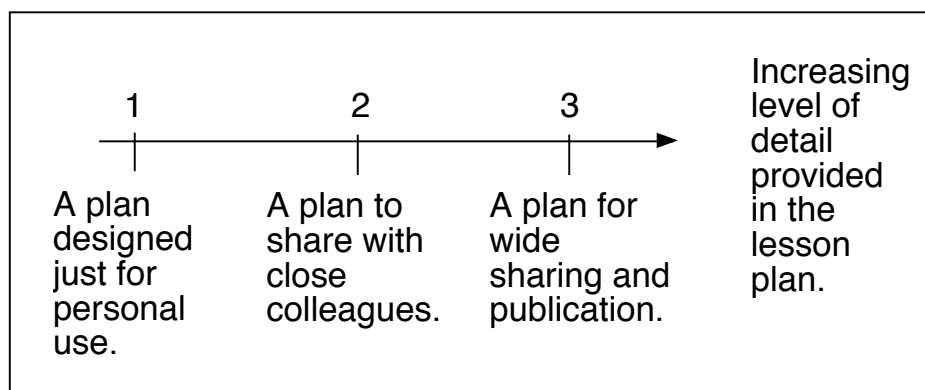 1
2
3
A plan
designed
just for
personal
use.
A plan to
share with
close
colleagues.
A plan for
wide
sharing and
publication.
Increasing
level of
detail
provided
in the
lesson
plan.